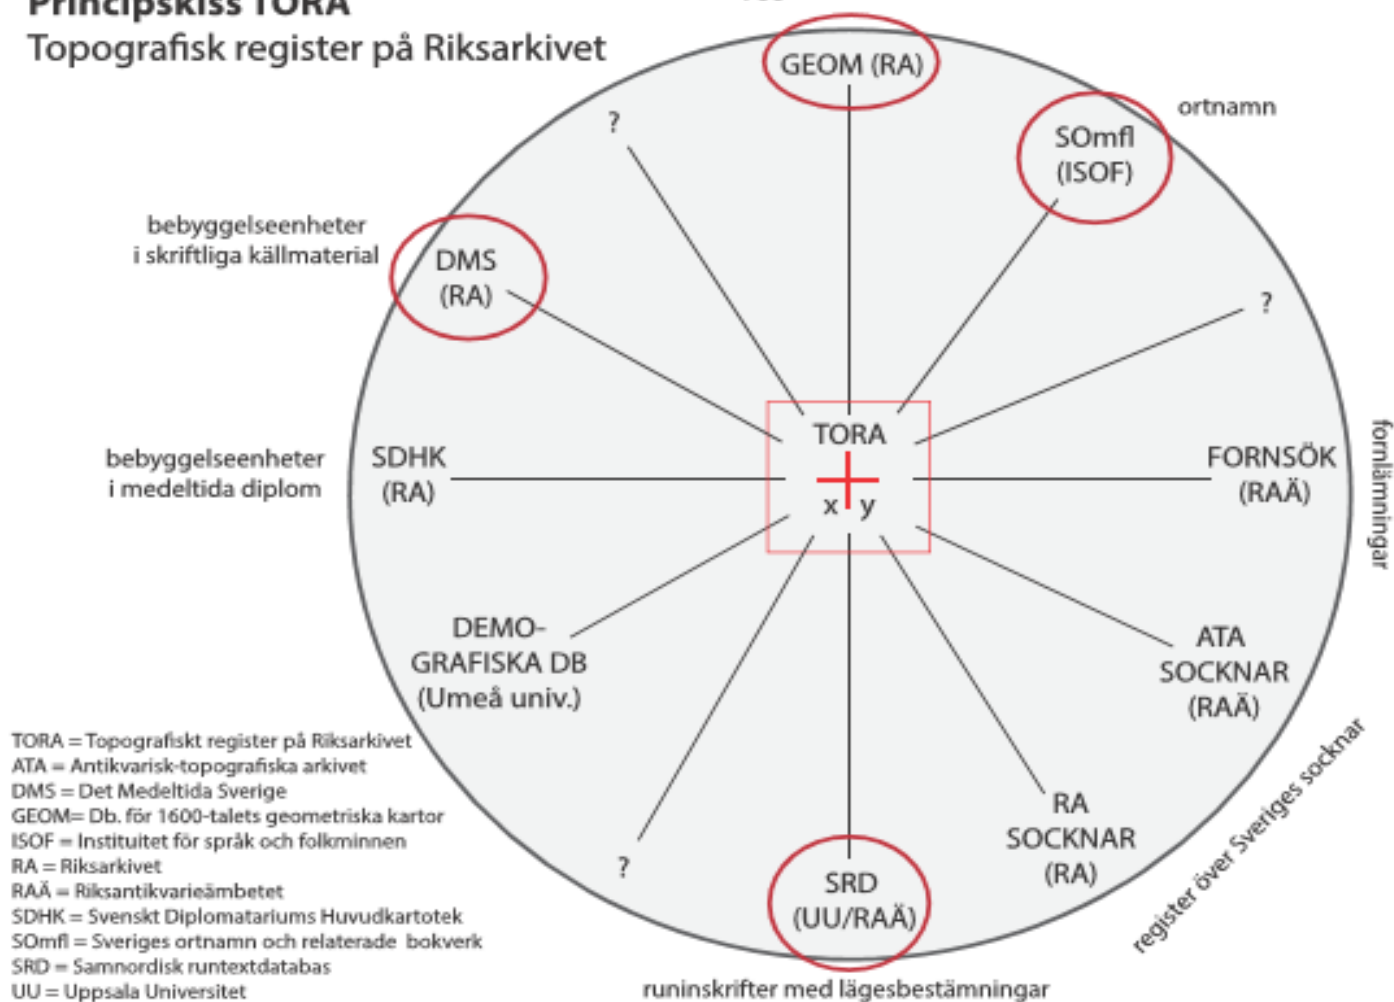 Principskiss TORA
Topografisk register på Riksarkivet
GEOM (RA)
ortnamn
SOmfl
(ISOF)
?
bebyggelseenheter
i skriftliga källmaterial
DMS
(RA)
?
TORA
x y
bebyggelseenheter
i medeltida diplom
SDHK
(RA)
FORNSÖK
(RAÄ)
fornlämningar
DEMO-
GRAFISKA DB
(Umeå univ.)
ATA
SOCKNAR
(RAÄ)
RA
SOCKNAR
(RA)
register över Sveriges socknar
?
SRD
(UU/RAÄ)
runinskrifter med lägesbestämningar
TORA = Topografiskt register på Riksarkivet
ATA = Antikvarisk-topografiska arkivet
DMS = Det Medeltida Sverige
GEOM= Db. för 1600-talets geometriska kartor
ISOF = Instituitet för språk och folkminnen
RA = Riksarkivet
RAÄ = Riksantikvarieämbetet
SDHK = Svenskt Diplomatariums Huvudkartotek
SOmfl = Sveriges ortnamn och relaterade bokverk
SRD = Samnordisk runtextdatabas
UU = Uppsala Universitet